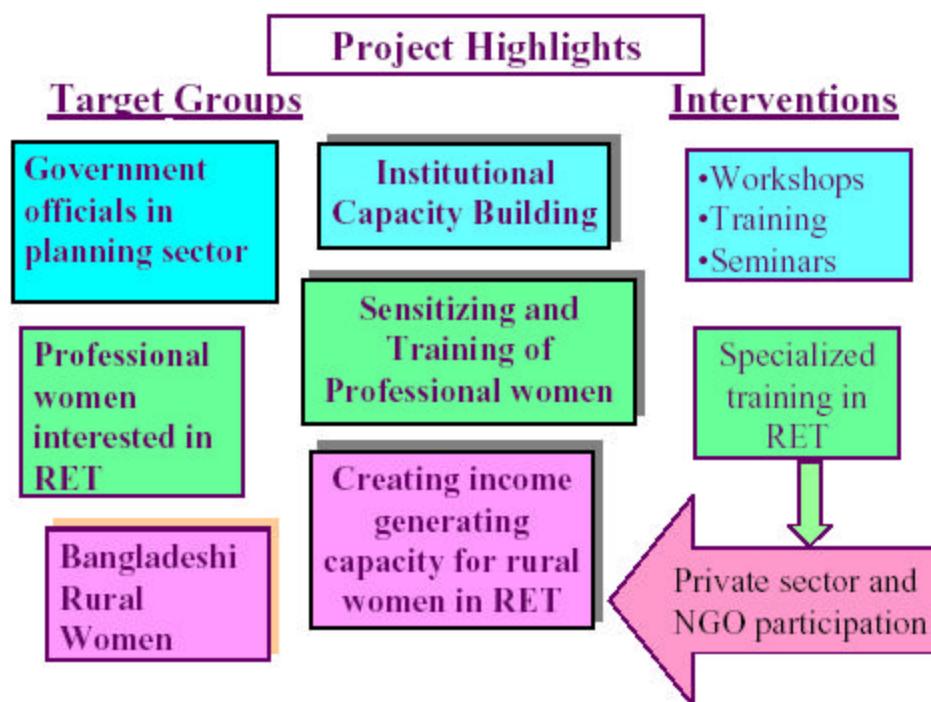 Project Highlights
Target Groups
Interventions
Government
officials in
planning sector
Institutional
Capacity Building
•Workshops
•Training
•Seminars
Professional
women
interested in
RET
Sensitizing and
Training of
Professional women
Specialized
training in
RET
Bangladeshi
Rural
Women
Creating income
generating
capacity for rural
women in RET
Private sector and
NGO participation